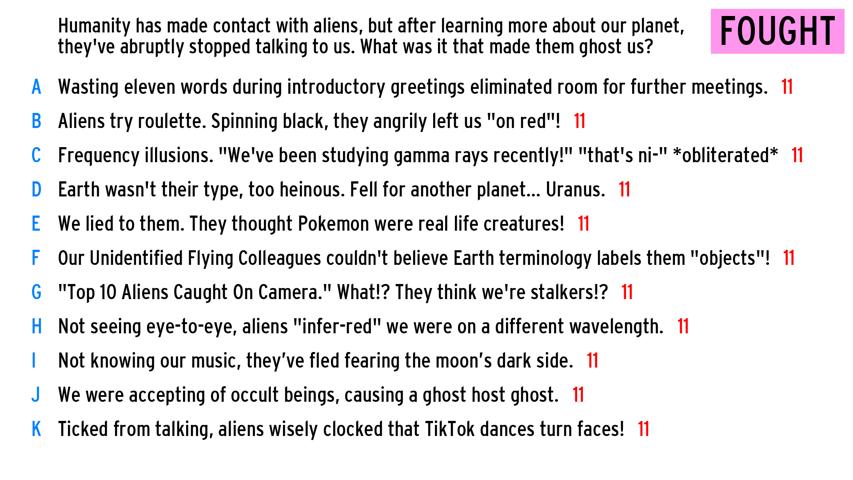 Humanity has made contact with aliens, but after learning more about our planet,
they've abruptly stopped talking to us. What was it that made them ghost us?
FOUGHT
A Wasting eleven words during introductory greetings eliminated room for further meetings. 11
B Aliens try roulette. Spinning black, they angrily left us "on red"! 11
C Frequency illusions. "We've been studying gamma rays recently!" "that's ni-" *obliterated* 11
D Earth wasn't their type, too heinous. Fell for another planet... Uranus. 11
E We lied to them. They thought Pokemon were real life creatures! 11
F Our Unidentified Flying Colleagues couldn't believe Earth terminology labels them "objects"! 11
G "Top 10 Aliens Caught On Camera." What!? They think we're stalkers!? 11
H Not seeing eye-to-eye, aliens "infer-red" we were on a different wavelength. 11
I Not knowing our music, they’ve fled fearing the moon’s dark side. 11
J We were accepting of occult beings, causing a ghost host ghost. 11
K Ticked from talking, aliens wisely clocked that TikTok dances turn faces! 11